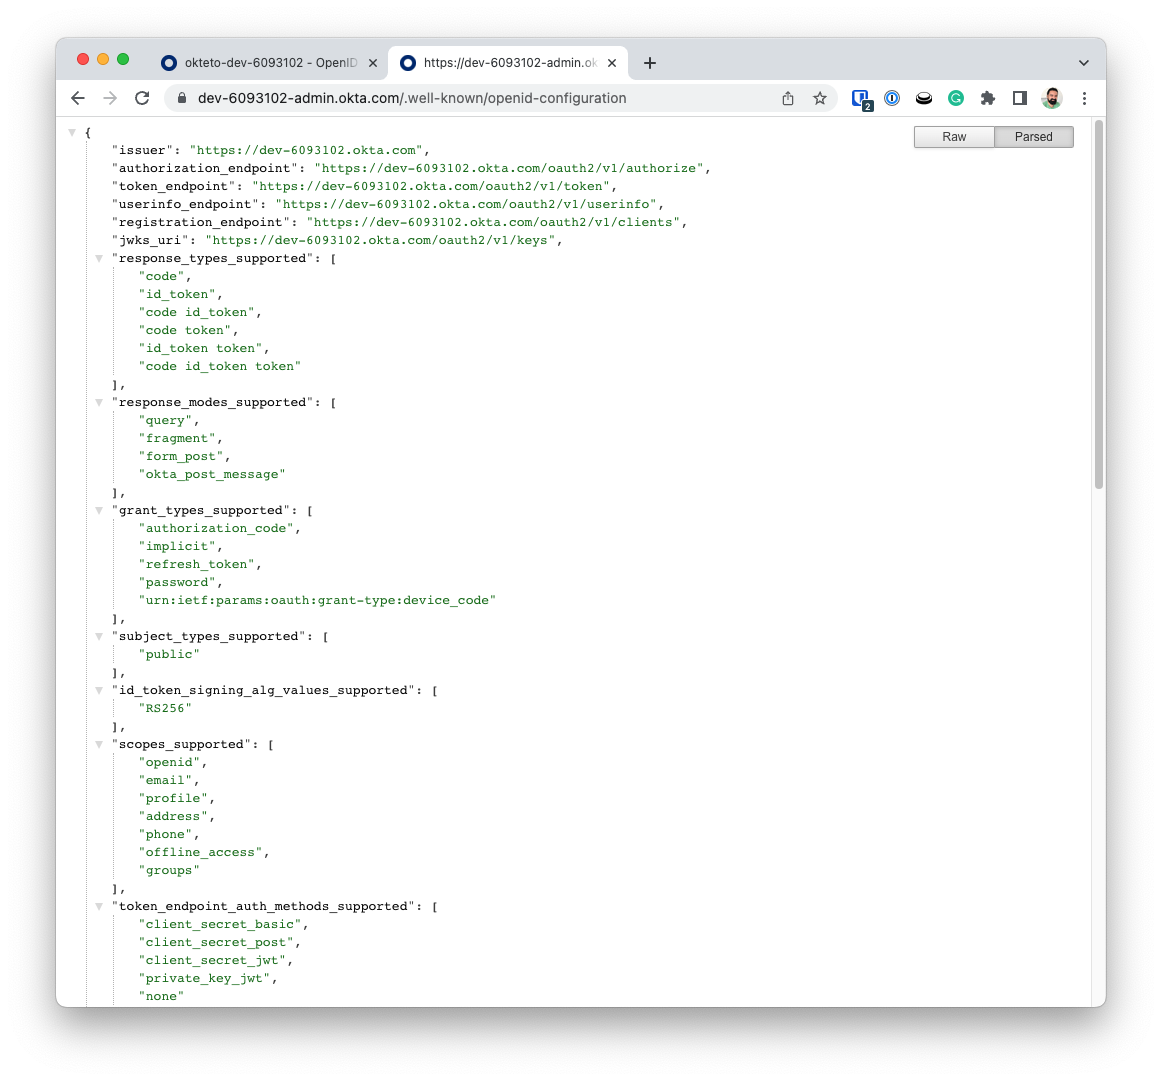 okteto-dev-6093102 - OpenID
https://dev-6093102-admin.ok
dev-6093102-admin.okta.com/.well-known/openid-configuration
2
Raw
Parsed
{
"issuer": "https://dev-6093102.okta.com",
"authorization_endpoint": "https://dev-6093102.okta.com/oauth2/v1/authorize",
"token_endpoint": "https://dev-6093102.okta.com/oauth2/v1/token",
"userinfo_endpoint": "https://dev-6093102.okta.com/oauth2/v1/userinfo",
"registration_endpoint": "https://dev-6093102.okta.com/oauth2/v1/clients",
"jwks_uri": "https://dev-6093102.okta.com/oauth2/v1/keys",
"response_types_supported": [
"code",
"id_token",
"code id_token",
"code token",
"id_token token",
"code id_token token"
],
"response_modes_supported": [
"query",
"fragment",
"form_post",
"okta_post_message"
],
"grant_types_supported": [
"authorization_code",
"implicit",
"refresh_token",
"password",
"urn:ietf:params:oauth:grant-type:device_code"
],
"subject_types_supported": [
"public"
],
"id_token_signing_alg_values_supported": [
"RS256"
],
"scopes_supported": [
"openid",
"email",
"profile",
"address",
"phone",
"offline_access",
"groups"
],
"token_endpoint_auth_methods_supported": [
"client_secret_basic",
"client_secret_post",
"client_secret_jwt",
"private_key_jwt",
"none"